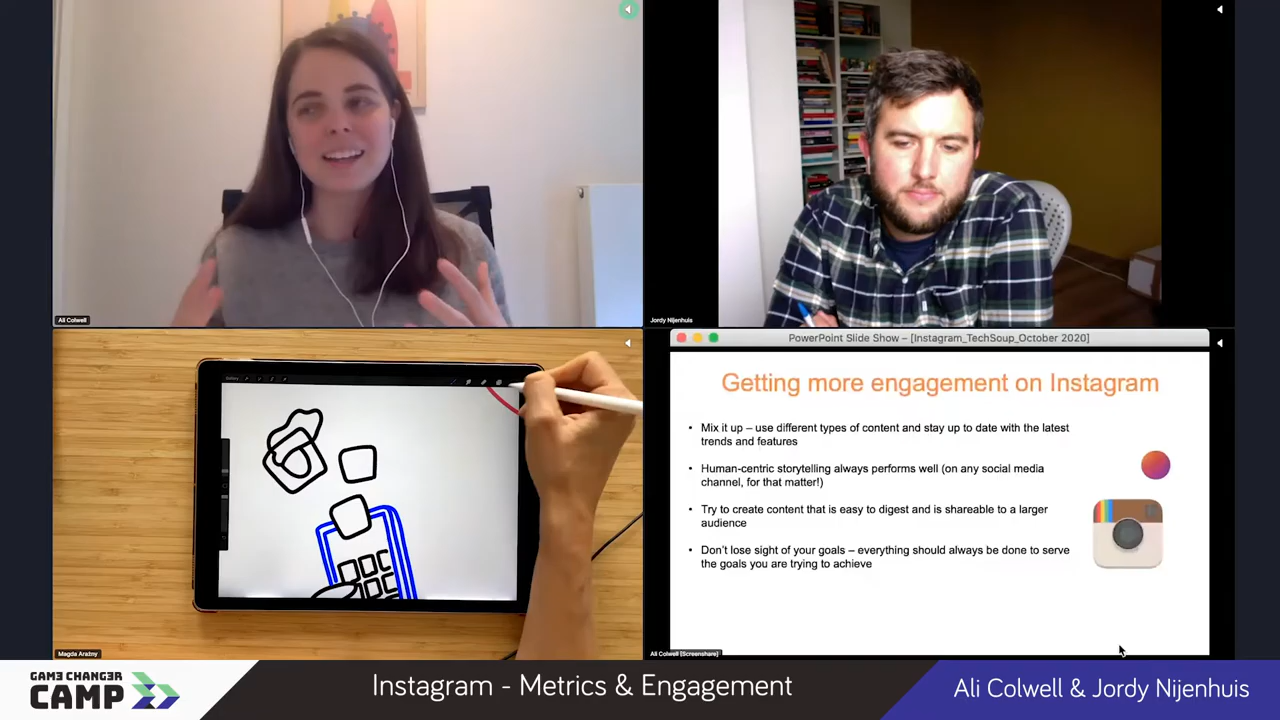 Ali Colwell
Jordy Nijenhuis
Gallery
Magda Arażny
PowerPoint Slide Show – [Instagram_TechSoup_October 2020]
Getting more engagement on Instagram
• Mix it up – use different types of content and stay up to date with the latest
trends and features
• Human-centric storytelling always performs well (on any social media
channel, for that matter!)
• Try to create content that is easy to digest and is shareable to a larger
audience
• Don't lose sight of your goals – everything should always be done to serve
the goals you are trying to achieve
Ali Colwell [Screenshare]
GAME CHANGER
CAMP
Instagram - Metrics & Engagement
Ali Colwell & Jordy Nijenhuis